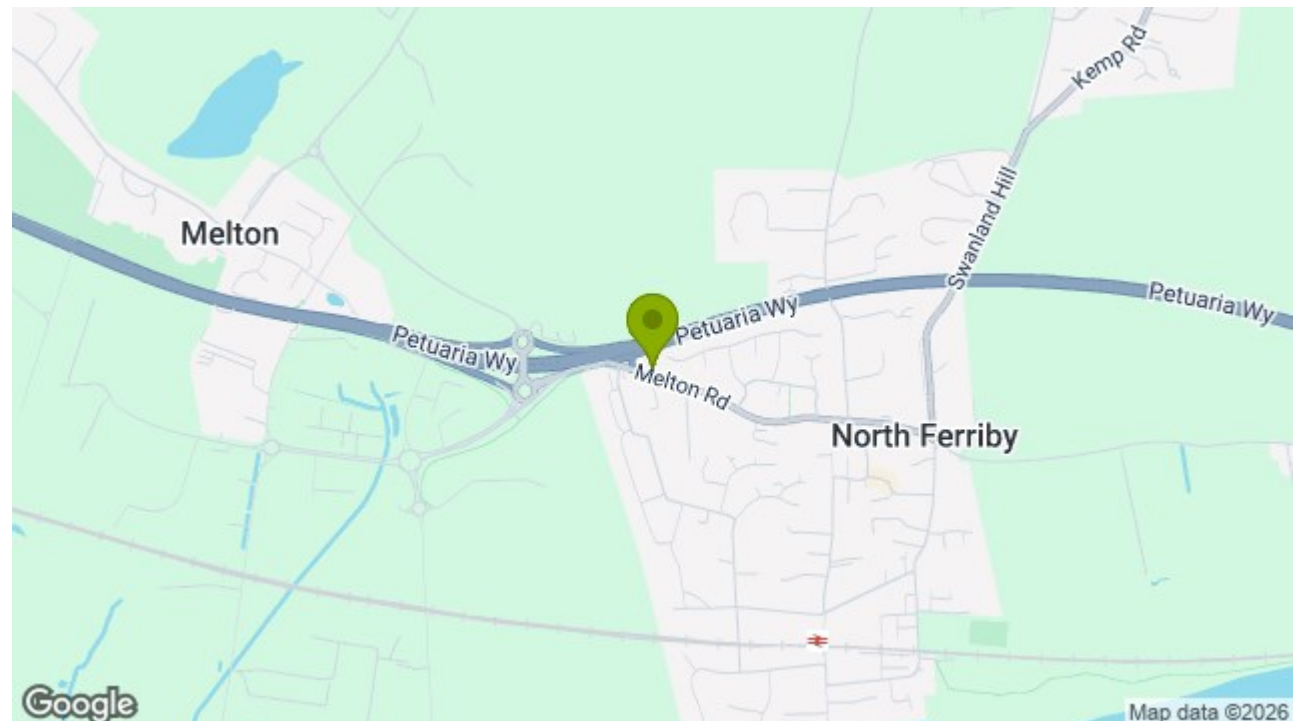 Kemp Rd
Swanland Hill
Melton
Petuaria Wy
Petuaria Wy
Petuaria Wy
Melton Rd
North Ferriby
Google
Map data ©2026